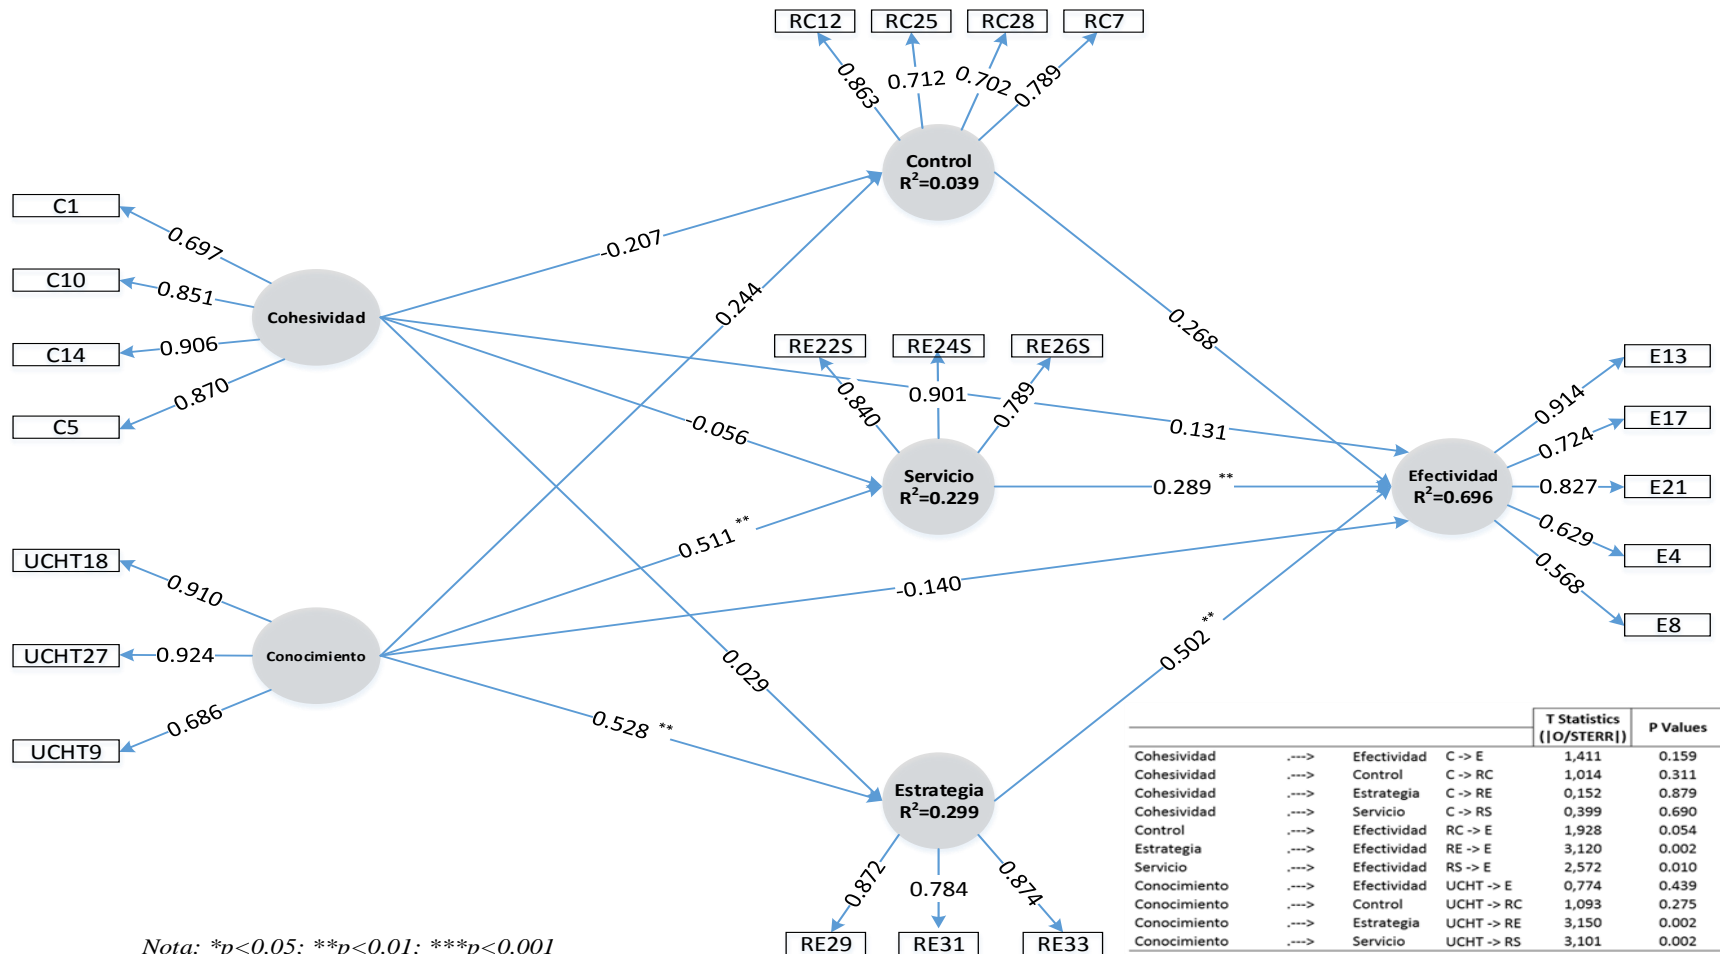 RC12 RC25 RC28 RC7
0.863 0.712 0.702 0.789
Control
R²=0.039
C1
C10
C14
C5
0.697
0.851
0.906
0.870
Cohesividad
-0.207
0.244
0.268
RE22S RE24S RE26S
0.840 0.901 0.789
-0.056
0.131
Servicio
R²=0.229
0.289 **
Efectividad
R²=0.696
E13
E17
E21
E4
E8
0.914
0.724
0.827
0.629
0.568
UCHT18
UCHT27
UCHT9
0.910
0.924
0.686
Conocimiento
0.511 **
-0.140
0.029
0.528 **
0.502 **
Estrategia
R²=0.299
0.872 0.784 0.874
RE29 RE31 RE33
T Statistics (|O/STERR|) P Values
Cohesividad .---> Efectividad C -> E 1,411 0.159
Cohesividad .---> Control C -> RC 1,014 0.311
Cohesividad .---> Estrategia C -> RE 0,152 0.879
Cohesividad .---> Servicio C -> RS 0,399 0.690
Control .---> Efectividad RC -> E 1,928 0.054
Estrategia .---> Efectividad RE -> E 3,120 0.002
Servicio .---> Efectividad RS -> E 2,572 0.010
Conocimiento .---> Efectividad UCHT -> E 0,774 0.439
Conocimiento .---> Control UCHT -> RC 1,093 0.275
Conocimiento .---> Estrategia UCHT -> RE 3,150 0.002
Conocimiento .---> Servicio UCHT -> RS 3,101 0.002
Nota: *p<0.05; **p<0.01; ***p<0.001